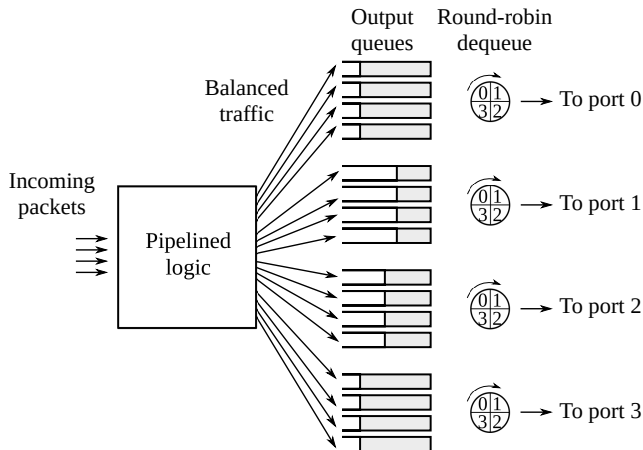 Output
queues
Round-robin
dequeue
Balanced
traffic
0 1
3 2
To port 0
Incoming
packets
Pipelined
logic
0 1
3 2
To port 1
0 1
3 2
To port 2
0 1
3 2
To port 3